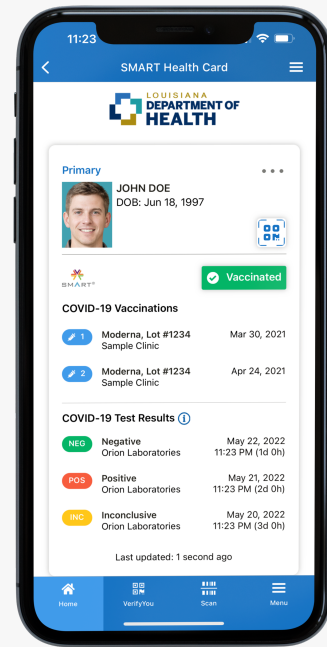 11:23
SMART Health Card
LOUISIANA
DEPARTMENT OF
HEALTH
Primary
JOHN DOE
DOB: Jun 18, 1997
SMART®
Vaccinated
COVID-19 Vaccinations
1 Moderna, Lot #1234 Mar 30, 2021
Sample Clinic
2 Moderna, Lot #1234 Apr 24, 2021
Sample Clinic
COVID-19 Test Results
NEG Negative May 22, 2022
Orion Laboratories 11:23 PM (1d 0h)
POS Positive May 21, 2022
Orion Laboratories 11:23 PM (2d 0h)
INC Inconclusive May 20, 2022
Orion Laboratories 11:23 PM (3d 0h)
Last updated: 1 second ago
Home VerifyYou Scan Menu